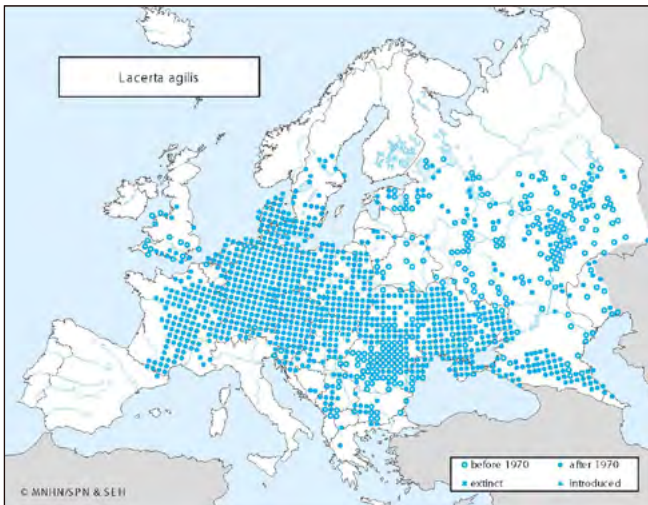 Lacerta agilis
before 1970
after 1970
extinct
introduced
© MNHN/SPN & SEH